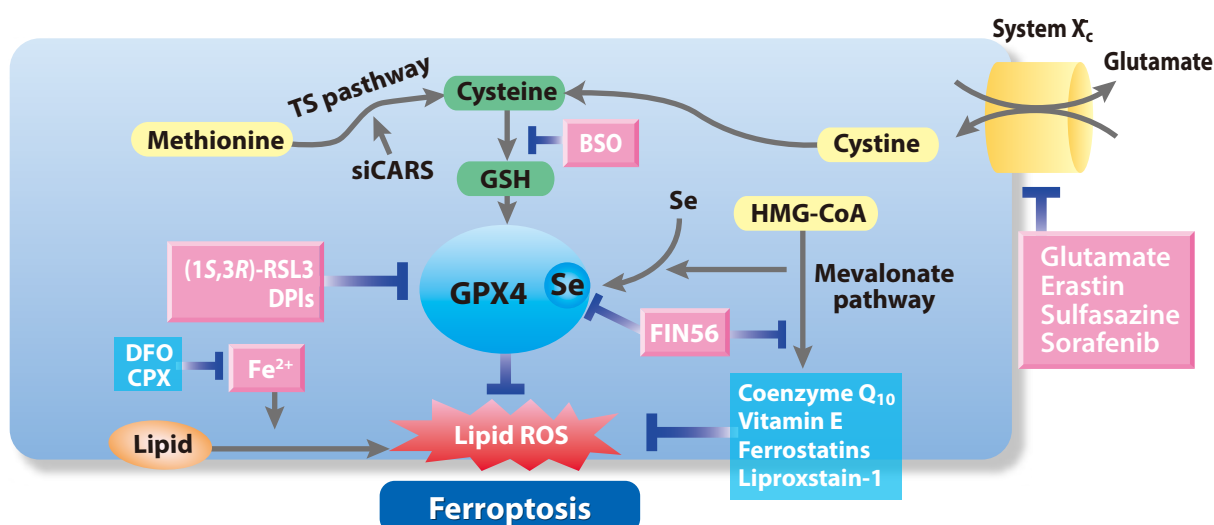 System X⁻c
Glutamate
TS pasthway
Cysteine
Methionine
siCARS
BSO
Cystine
GSH
Se
HMG-CoA
(1S,3R)-RSL3
DPIs
GPX4
Se
Mevalonate
pathway
Glutamate
Erastin
Sulfasazine
Sorafenib
FIN56
DFO
CPX
Fe²⁺
Coenzyme Q₁₀
Vitamin E
Ferrostatins
Liproxstain-1
Lipid
Lipid ROS
Ferroptosis